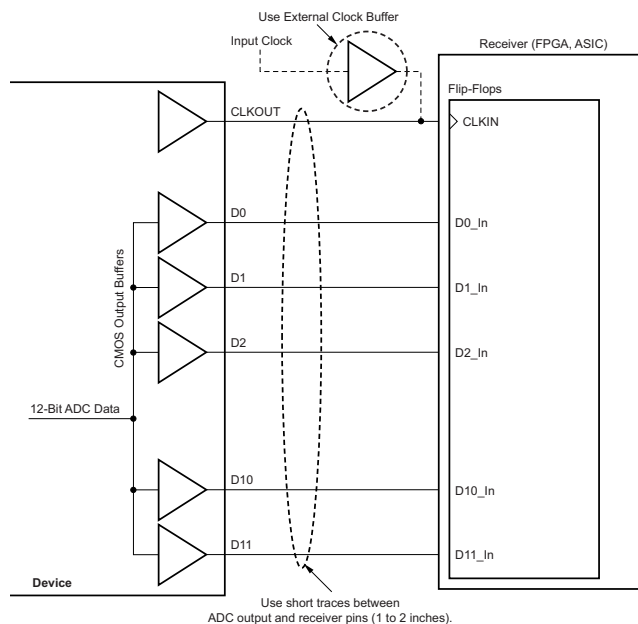 Use External Clock Buffer
Input Clock
Receiver (FPGA, ASIC)
Flip-Flops
CLKOUT
CLKIN
D0
D0_In
D1
D1_In
CMOS Output Buffers
D2
D2_In
12-Bit ADC Data
D10
D10_In
D11
D11_In
Device
Use short traces between
ADC output and receiver pins (1 to 2 inches).